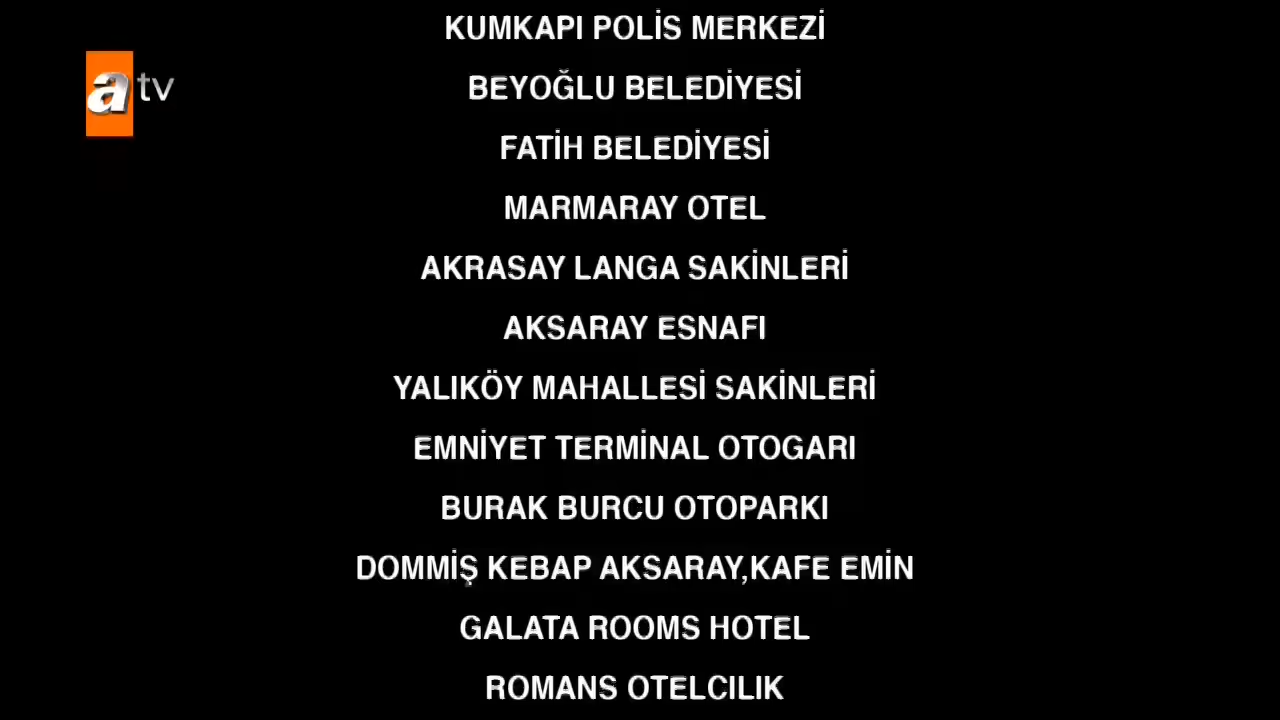 atv
KUMKAPI POLİS MERKEZİ
BEYOĞLU BELEDİYESİ
FATİH BELEDİYESİ
MARMARAY OTEL
AKRASAY LANGA SAKİNLERİ
AKSARAY ESNAFI
YALIKÖY MAHALLESİ SAKİNLERİ
EMNİYET TERMİNAL OTOGARI
BURAK BURCU OTOPARKI
DOMMİŞ KEBAP AKSARAY,KAFE EMİN
GALATA ROOMS HOTEL
ROMANS OTELCILIK